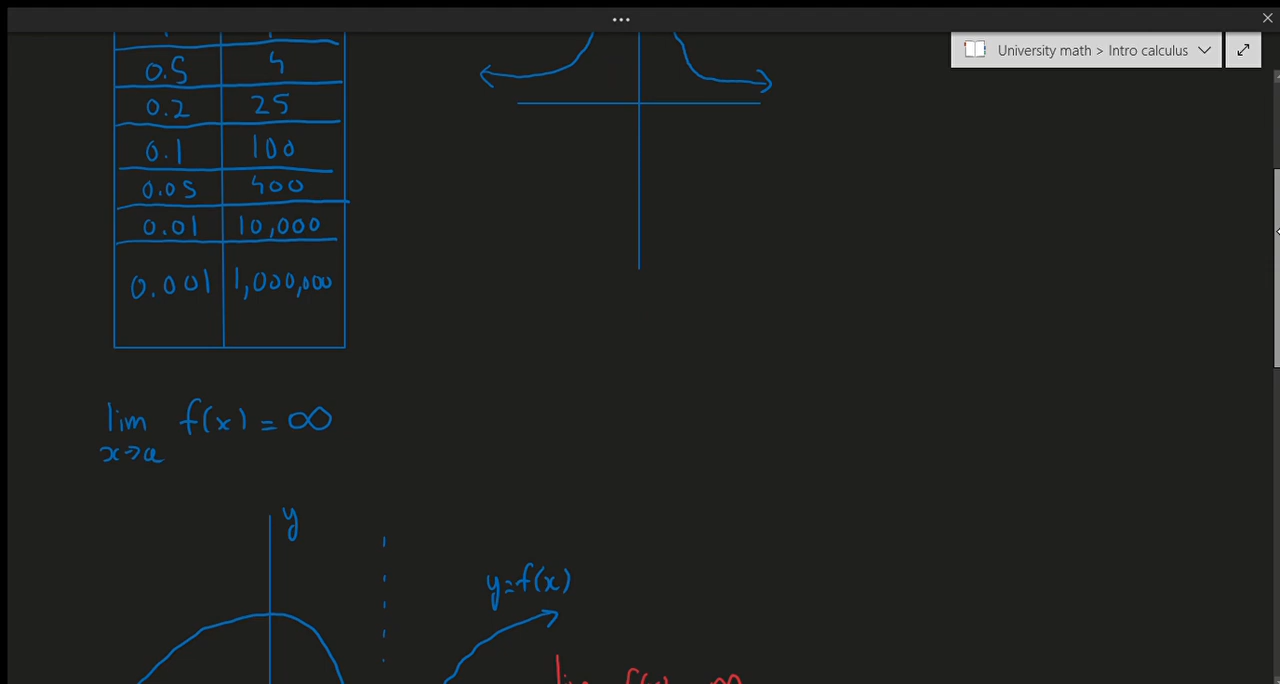 University math > Intro calculus
0.5 4
0.2 25
0.1 100
0.05 400
0.01 10,000
0.001 1,000,000
lim f(x) = ∞
x→a
y
y=f(x)